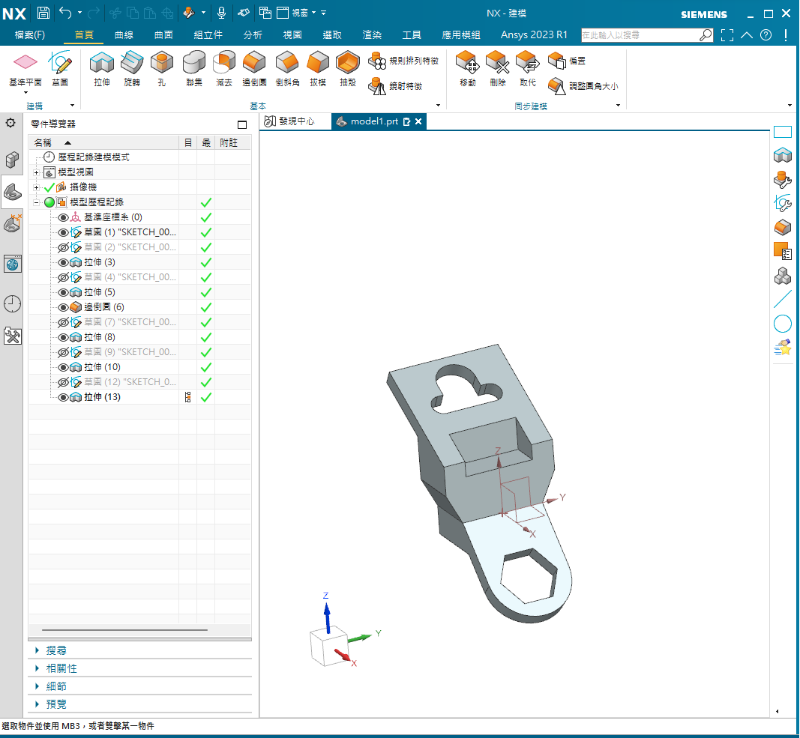 NX
視窗
NX - 建模
SIEMENS
檔案(F)
首頁
曲線
曲面
組立件
分析
視圖
選取
渲染
工具
應用模組
Ansys 2023 R1
在此輸入以搜尋
基準平面
草圖
拉伸
旋轉
孔
減去
邊倒圓
倒斜角
拔模
抽殼
規則排列特徵
鏡射特徵
移動
刪除
取代
偏置
調整圓角大小
建構
基本
同步建模
零件導覽器
發現中心
model1.prt
名稱
目
最
附註
歷程記錄建模模式
模型視圖
攝像機
模型歷程記錄
基準座標系 (0)
草圖 (1) "SKETCH_00...
草圖 (2) "SKETCH_00...
拉伸 (3)
草圖 (4) "SKETCH_00...
拉伸 (5)
邊倒圓 (6)
草圖 (7) "SKETCH_00...
拉伸 (8)
草圖 (9) "SKETCH_00...
拉伸 (10)
草圖 (12) "SKETCH_0...
拉伸 (13)
Z
Y
X
Z
Y
X
搜尋
相關性
細節
預覽
選取物件並使用 MB3，或者雙擊某一物件